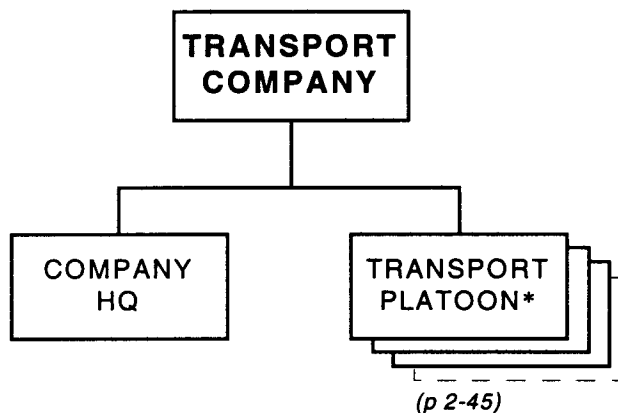 TRANSPORT
COMPANY
COMPANY
HQ
TRANSPORT
PLATOON*
(p 2-45)